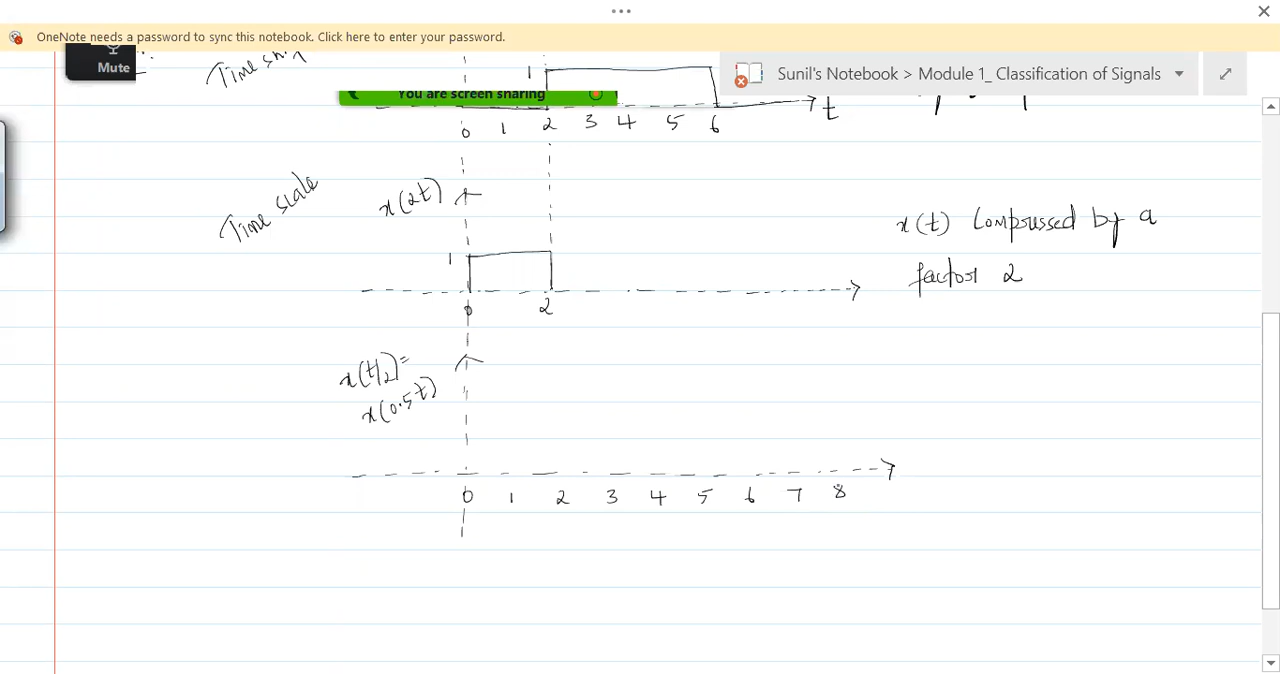 OneNote needs a password to sync this notebook. Click here to enter your password.
Mute
Time shif
1
Sunil's Notebook > Module 1_ Classification of Signals
You are screen sharing
t
0 1 2 3 4 5 6
Time scale
x(2t)
x(t) Compressed by a
factor 2
1
0 2
x(t/2)=
x(0.5t)
0 1 2 3 4 5 6 7 8